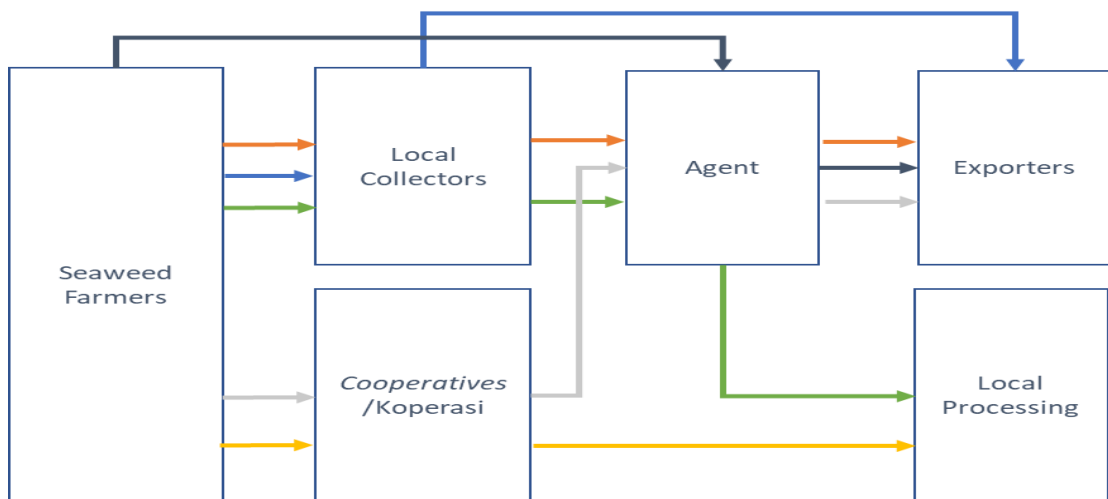 Seaweed
Farmers
Local
Collectors
Cooperatives
/Koperasi
Agent
Exporters
Local
Processing